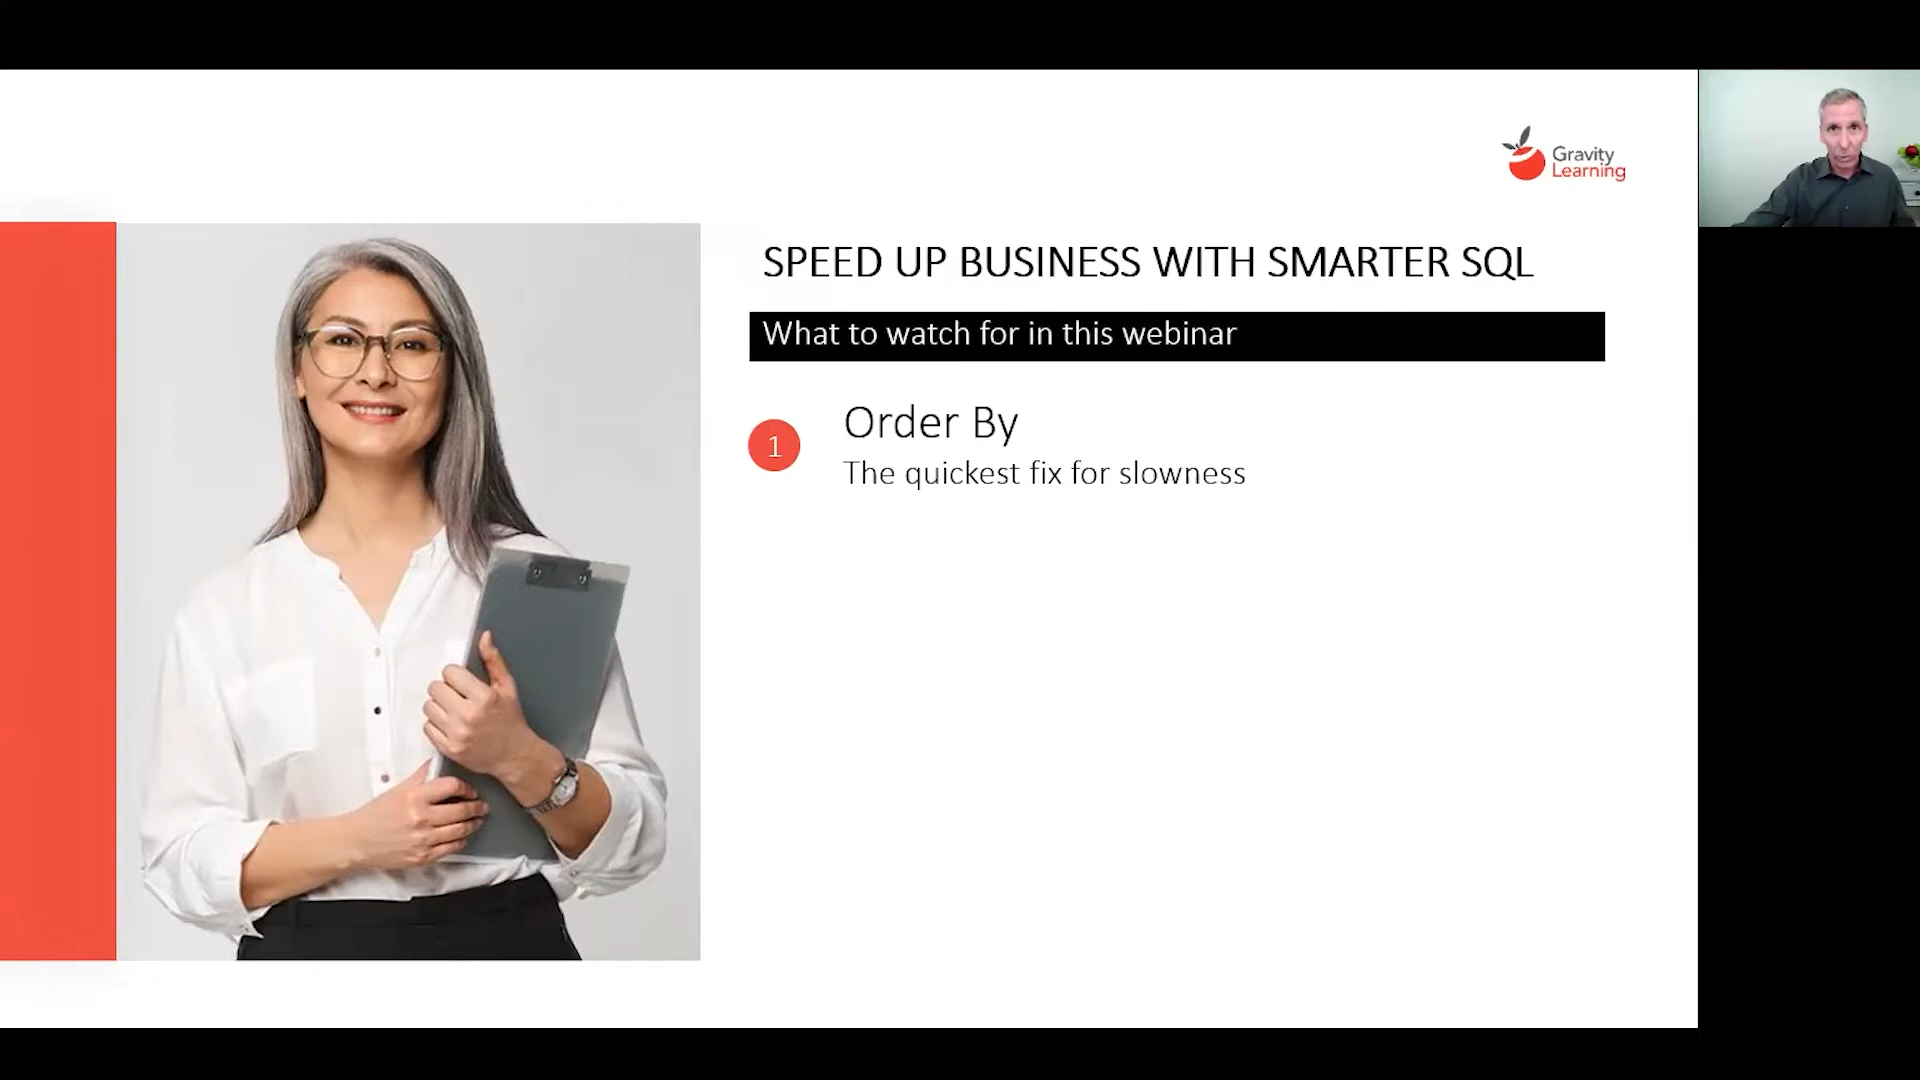 Gravity
Learning
SPEED UP BUSINESS WITH SMARTER SQL
What to watch for in this webinar
1
Order By
The quickest fix for slowness